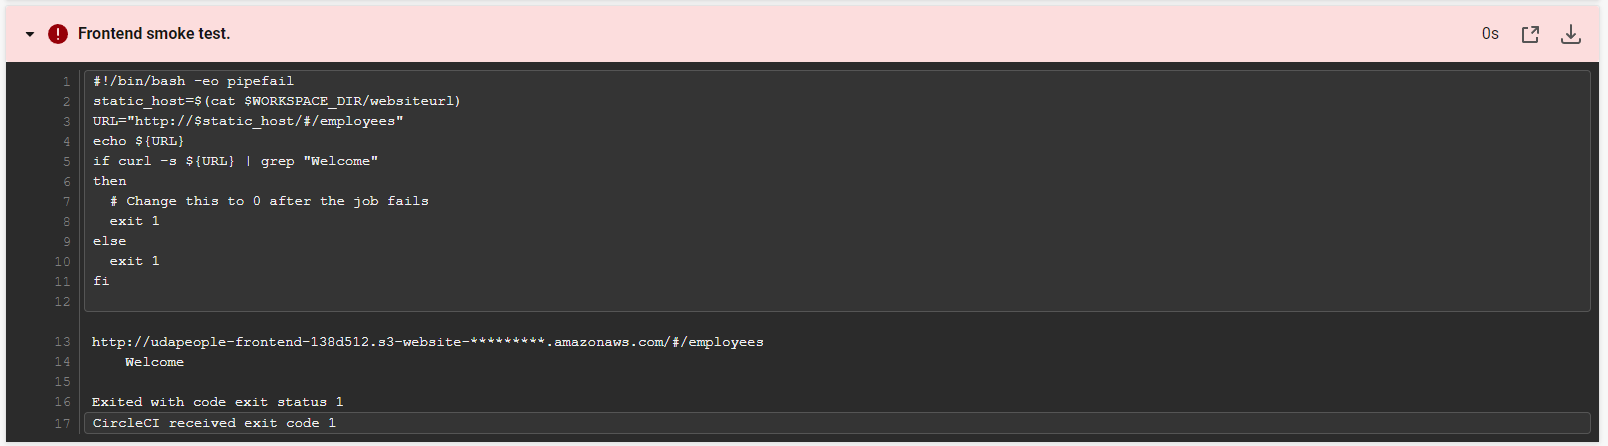 Frontend smoke test. 0s
1 #!/bin/bash -eo pipefail
2 static_host=$(cat $WORKSPACE_DIR/websiteurl)
3 URL="http://$static_host/#/employees"
4 echo ${URL}
5 if curl -s ${URL} | grep "Welcome"
6 then
7   # Change this to 0 after the job fails
8   exit 1
9 else
10   exit 1
11 fi
12
13 http://udapeople-frontend-138d512.s3-website-*********.amazonaws.com/#/employees
14     Welcome
15
16 Exited with code exit status 1
17 CircleCI received exit code 1